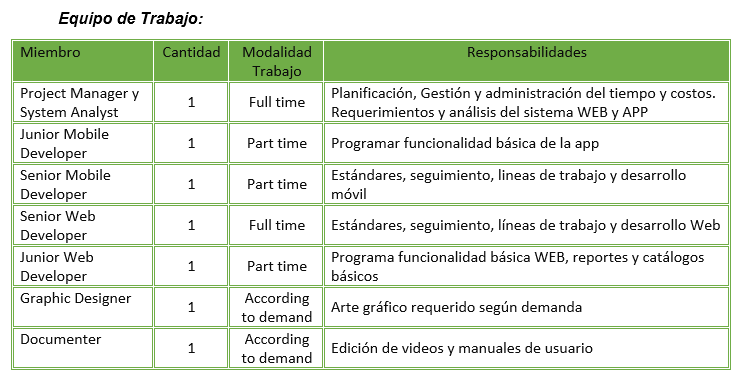 Equipo de Trabajo:
Miembro Cantidad Modalidad Trabajo Responsabilidades
Project Manager y System Analyst 1 Full time Planificación, Gestión y administración del tiempo y costos. Requerimientos y análisis del sistema WEB y APP
Junior Mobile Developer 1 Part time Programar funcionalidad básica de la app
Senior Mobile Developer 1 Part time Estándares, seguimiento, lineas de trabajo y desarrollo móvil
Senior Web Developer 1 Full time Estándares, seguimiento, líneas de trabajo y desarrollo Web
Junior Web Developer 1 Part time Programa funcionalidad básica WEB, reportes y catálogos básicos
Graphic Designer 1 According to demand Arte gráfico requerido según demanda
Documenter 1 According to demand Edición de videos y manuales de usuario